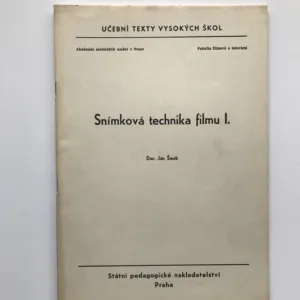 UČEBNÍ TEXTY VYSOKÝCH ŠKOL
Akademie múzických umění v Praze
Fakulta filmová a televizní
Snímková technika filmu I.
Doc. Ján Šmok
Státní pedagogické nakladatelství
Praha